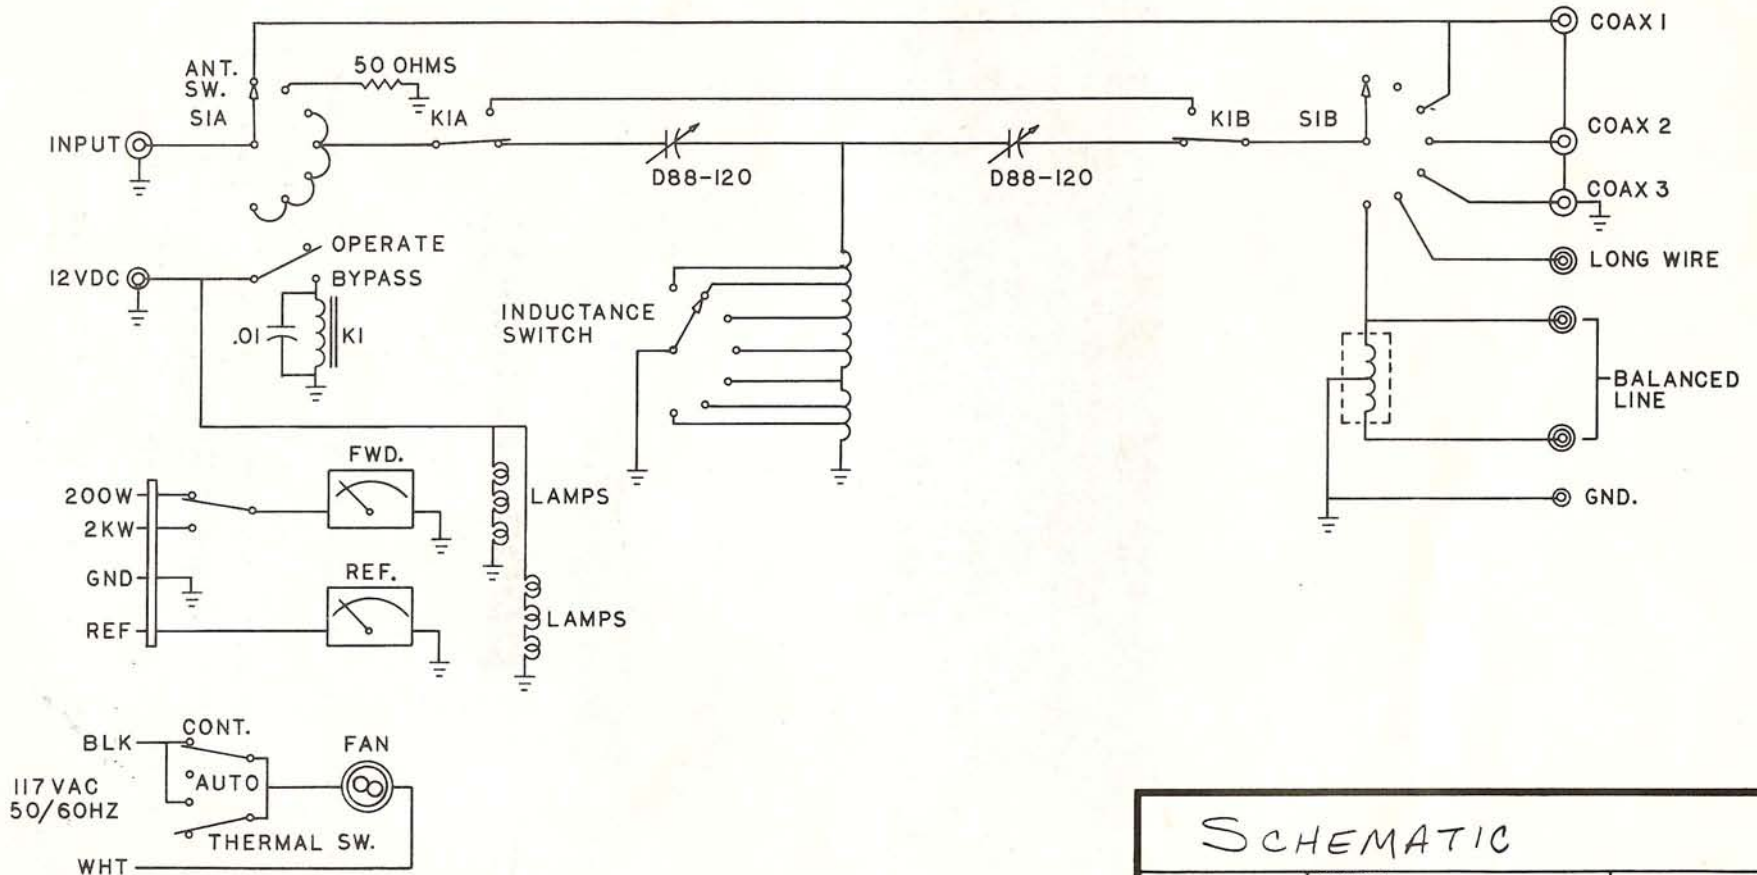 COAX 1
ANT.
SW.
S1A
50 OHMS
INPUT
K1A
D88-120
D88-120
K1B
S1B
COAX 2
COAX 3
LONG WIRE
OPERATE
12VDC
BYPASS
.01
K1
INDUCTANCE
SWITCH
BALANCED
LINE
GND.
FWD.
200W
2KW
GND
REF
REF.
LAMPS
LAMPS
CONT.
BLK
AUTO
FAN
117 VAC
50/60HZ
THERMAL SW.
WHT
SCHEMATIC